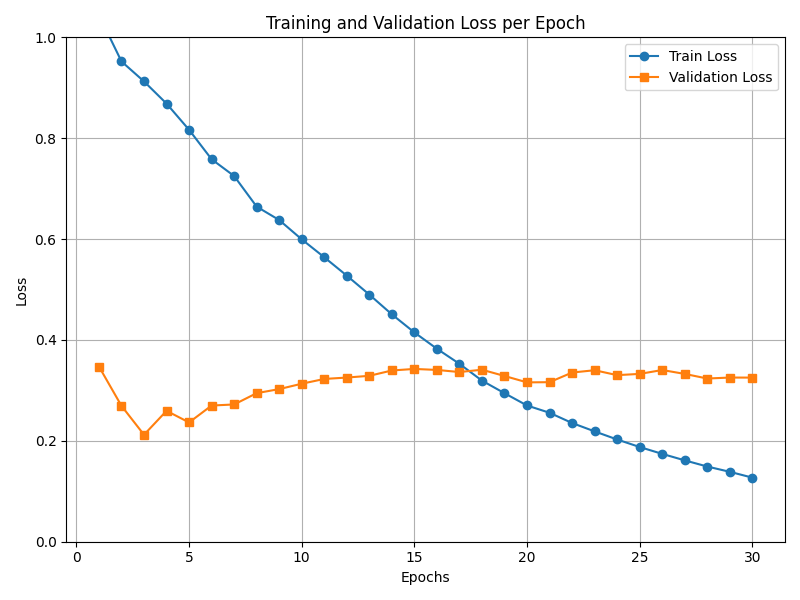 Training and Validation Loss per Epoch
Train Loss
Validation Loss
1.0
0.8
0.6
0.4
0.2
0.0
Loss
0 5 10 15 20 25 30
Epochs